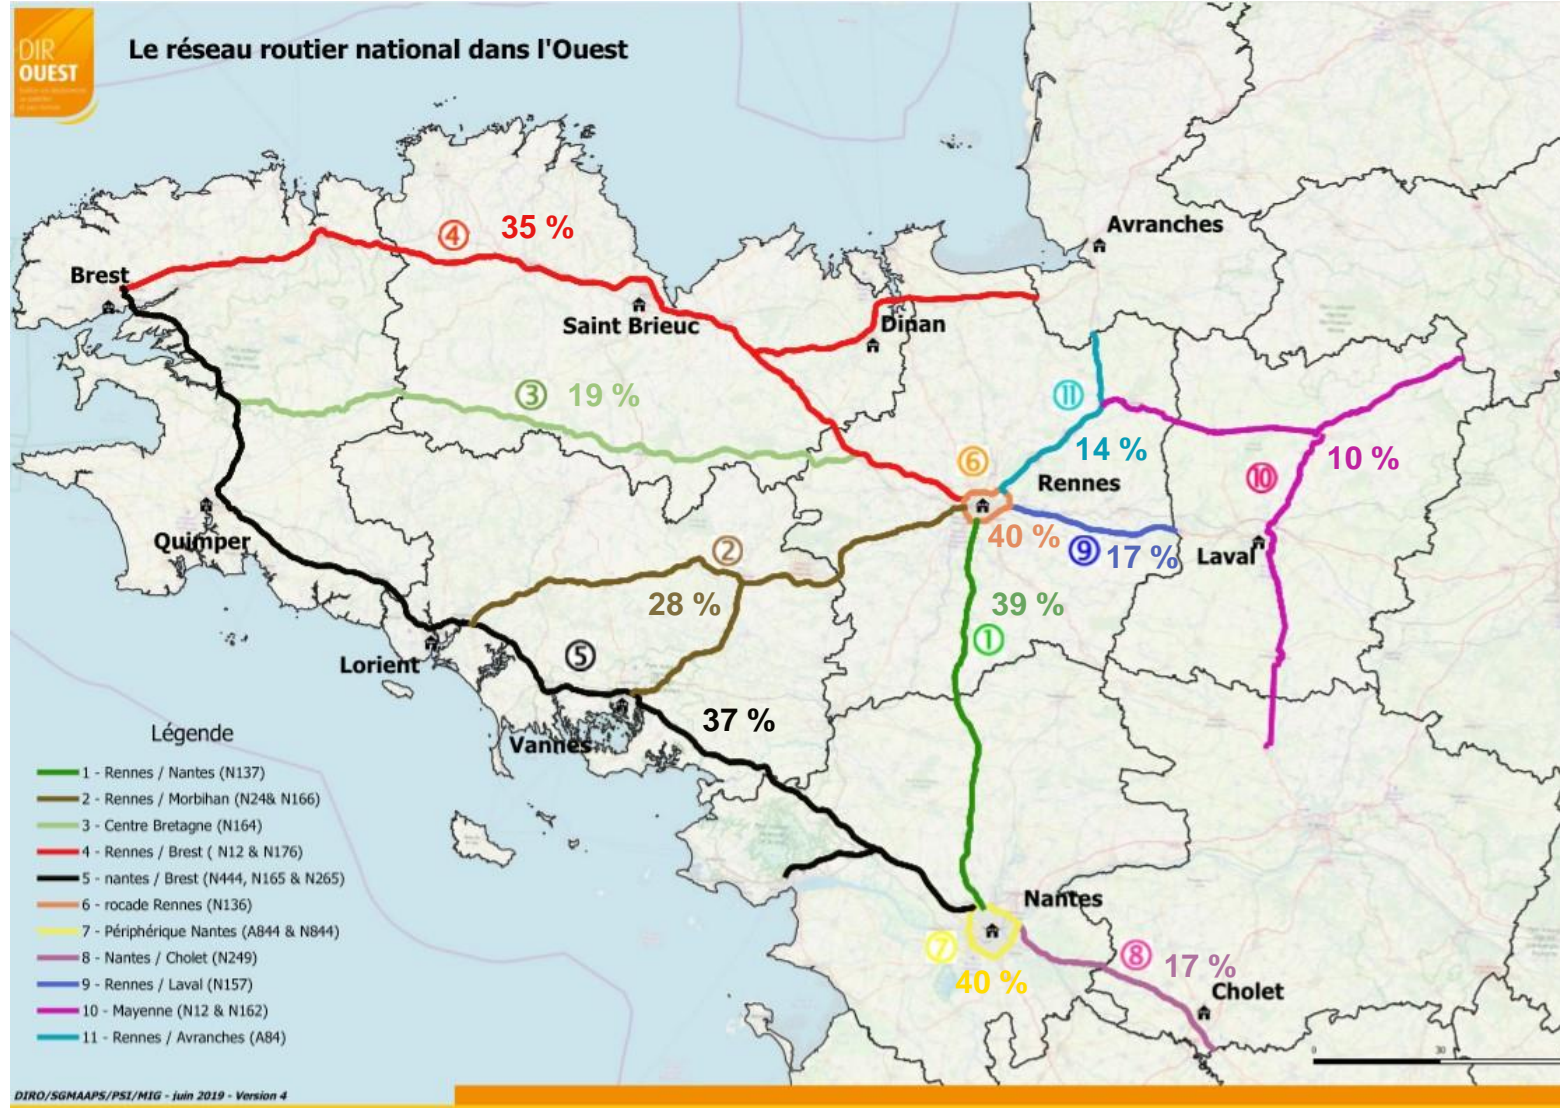 DIR
OUEST
Le réseau routier national dans l'Ouest
Avranches
④ 35 %
Brest
Saint Brieuc
Dinan
③ 19 %
⑪
14 %
10 %
⑥
Rennes
⑩
Quimper
② 
40 %
⑨ 17 %
Laval
28 %
39 %
①
⑤
Lorient
37 %
Vannes
Légende
1 - Rennes / Nantes (N137)
2 - Rennes / Morbihan (N24& N166)
3 - Centre Bretagne (N164)
4 - Rennes / Brest ( N12 & N176)
5 - nantes / Brest (N444, N165 & N265)
6 - rocade Rennes (N136)
7 - Périphérique Nantes (A844 & N844)
8 - Nantes / Cholet (N249)
9 - Rennes / Laval (N157)
10 - Mayenne (N12 & N162)
11 - Rennes / Avranches (A84)
Nantes
⑦
40 %
⑧ 17 %
Cholet
0 30
DIRO/SGMAAPS/PSI/MIG - juin 2019 - Version 4